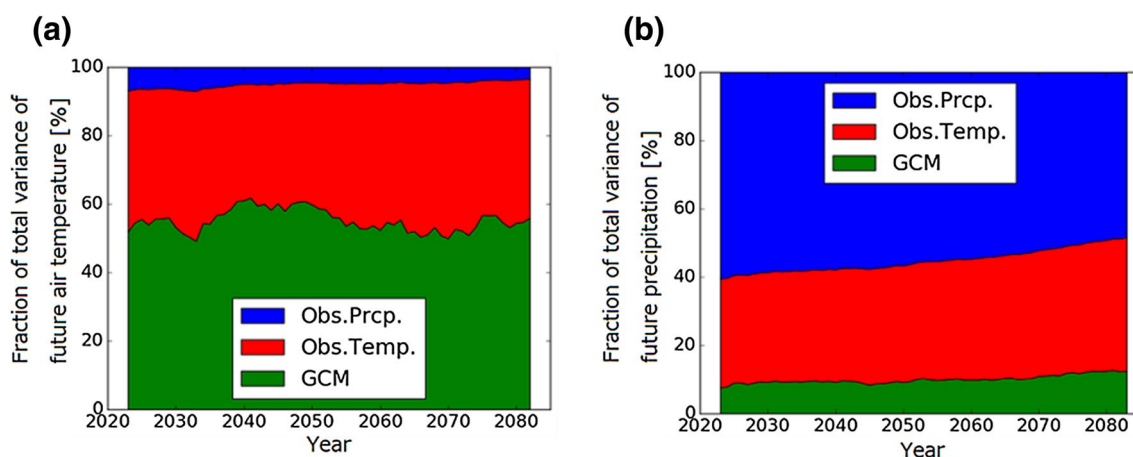 (a)
Fraction of total variance of
future air temperature [%]
100
80
60
40
20
0
Obs.Prcp.
Obs.Temp.
GCM
2020 2030 2040 2050 2060 2070 2080
Year
(b)
Fraction of total variance of
future precipitation [%]
100
80
60
40
20
0
Obs.Prcp.
Obs.Temp.
GCM
2020 2030 2040 2050 2060 2070 2080
Year